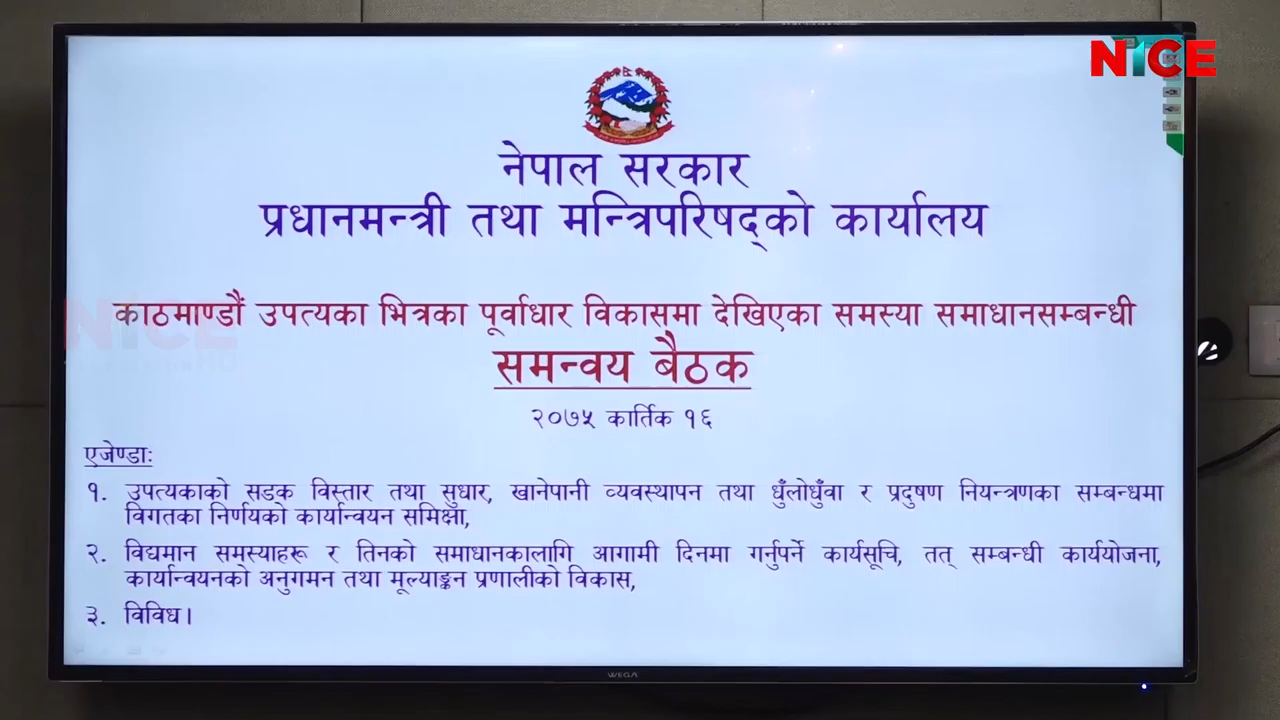 N1CE
नेपाल सरकार
प्रधानमन्त्री तथा मन्त्रिपरिषद्को कार्यालय
काठमाण्डौं उपत्यका भित्रका पूर्वाधार विकासमा देखिएका समस्या समाधानसम्बन्धी
समन्वय बैठक
२०७५ कार्तिक १६
एजेण्डाः
१. उपत्यकाको सडक विस्तार तथा सुधार, खानेपानी व्यवस्थापन तथा धुँलोधुँवा र प्रदुषण नियन्त्रणका सम्बन्धमा
विगतका निर्णयको कार्यान्वयन समिक्षा,
२. विद्यमान समस्याहरू र तिनको समाधानकालागि आगामी दिनमा गर्नुपर्ने कार्यसूचि, तत् सम्बन्धी कार्ययोजना,
कार्यान्वयनको अनुगमन तथा मूल्याङ्कन प्रणालीको विकास,
३. विविध।
WEGA